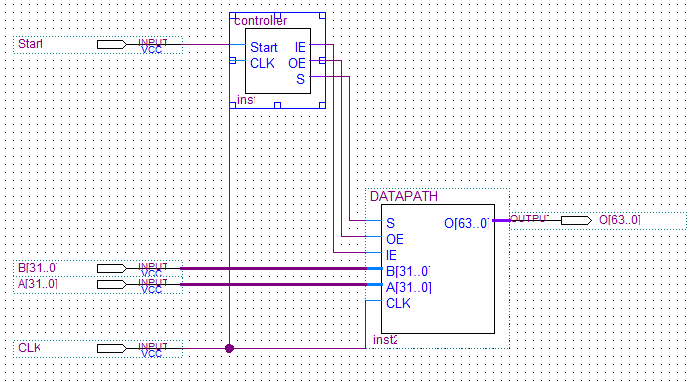 controller
Start INPUT VCC Start IE
CLK OE
S
inst
DATAPATH
S O[63..0] OUTPUT O[63..0]
OE
IE
B[31..0] INPUT VCC B[31..0]
A[31..0] INPUT VCC A[31..0]
CLK
inst2
CLK INPUT VCC